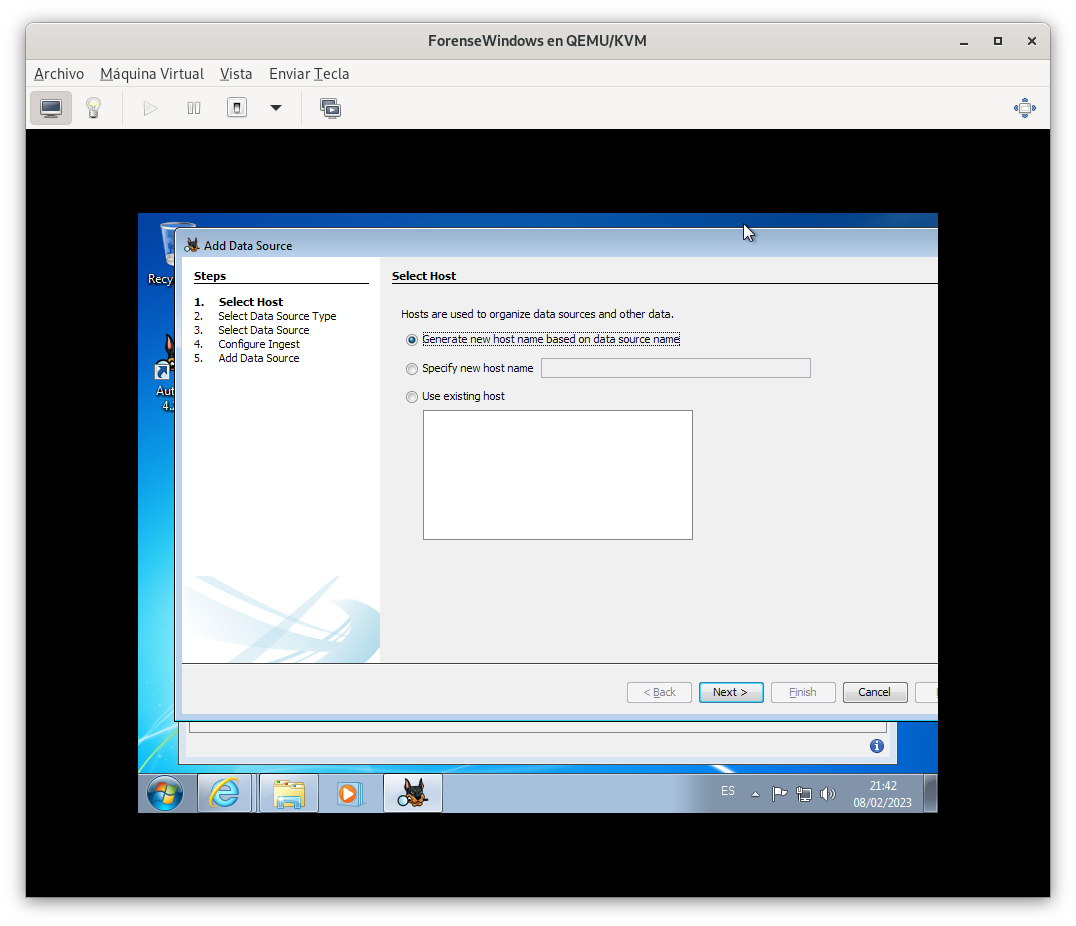 ForenseWindows en QEMU/KVM
Archivo Máquina Virtual Vista Enviar Tecla
Add Data Source
Steps
1. Select Host
2. Select Data Source Type
3. Select Data Source
4. Configure Ingest
5. Add Data Source
Select Host
Hosts are used to organize data sources and other data.
Generate new host name based on data source name
Specify new host name
Use existing host
< Back Next > Finish Cancel
Recy
Aut
4.
ES
21:42
08/02/2023